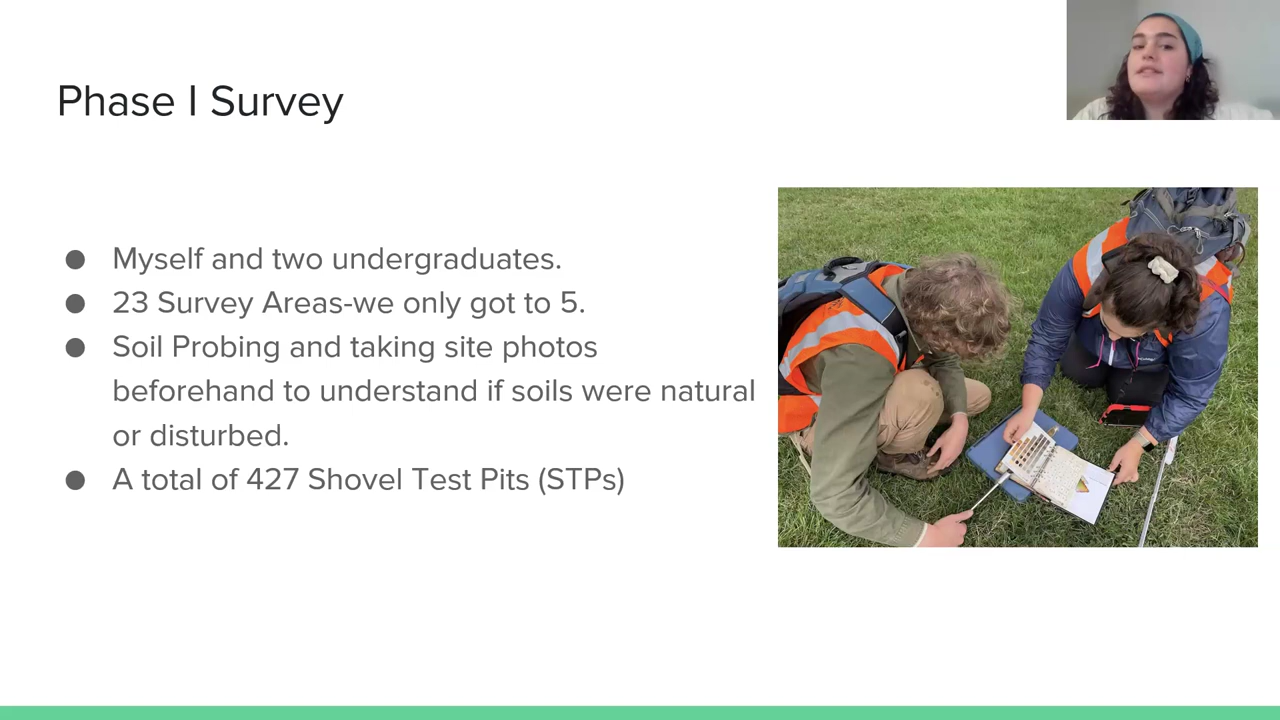 Phase I Survey
● Myself and two undergraduates.
● 23 Survey Areas-we only got to 5.
● Soil Probing and taking site photos
beforehand to understand if soils were natural
or disturbed.
● A total of 427 Shovel Test Pits (STPs)